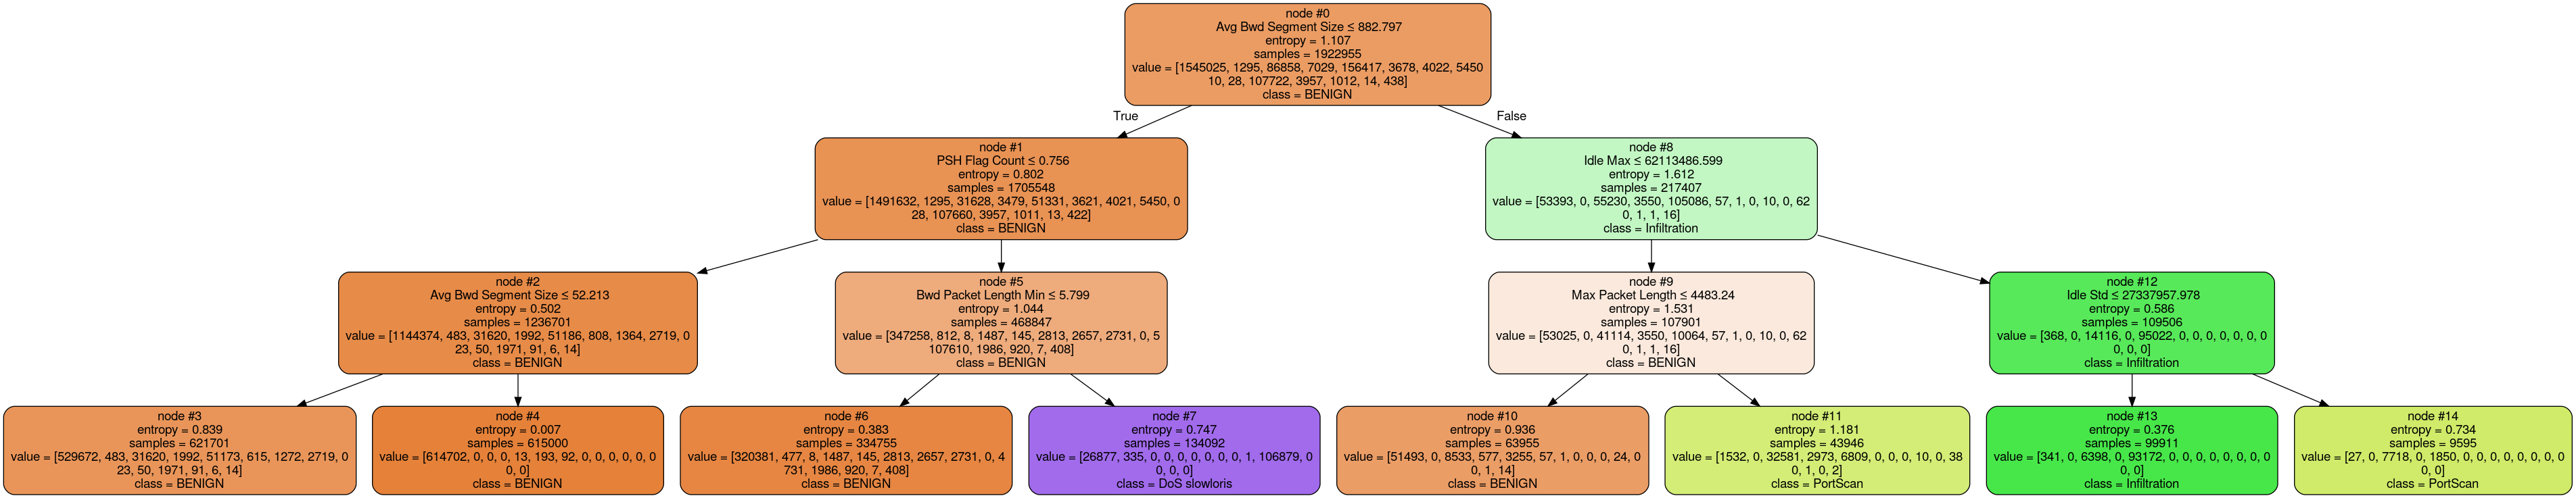 node #0
Avg Bwd Segment Size ≤ 882.797
entropy = 1.107
samples = 1922955
value = [1545025, 1295, 86858, 7029, 156417, 3678, 4022, 5450
10, 28, 107722, 3957, 1012, 14, 438]
class = BENIGN
True
False
node #1
PSH Flag Count ≤ 0.756
entropy = 0.802
samples = 1705548
value = [1491632, 1295, 31628, 3479, 51331, 3621, 4021, 5450, 0
28, 107660, 3957, 1011, 13, 422]
class = BENIGN
node #8
Idle Max ≤ 62113486.599
entropy = 1.612
samples = 217407
value = [53393, 0, 55230, 3550, 105086, 57, 1, 0, 10, 0, 62
0, 1, 1, 16]
class = Infiltration
node #2
Avg Bwd Segment Size ≤ 52.213
entropy = 0.502
samples = 1236701
value = [1144374, 483, 31620, 1992, 51186, 808, 1364, 2719, 0
23, 50, 1971, 91, 6, 14]
class = BENIGN
node #5
Bwd Packet Length Min ≤ 5.799
entropy = 1.044
samples = 468847
value = [347258, 812, 8, 1487, 145, 2813, 2657, 2731, 0, 5
107610, 1986, 920, 7, 408]
class = BENIGN
node #9
Max Packet Length ≤ 4483.24
entropy = 1.531
samples = 107901
value = [53025, 0, 41114, 3550, 10064, 57, 1, 0, 10, 0, 62
0, 1, 1, 16]
class = BENIGN
node #12
Idle Std ≤ 27337957.978
entropy = 0.586
samples = 109506
value = [368, 0, 14116, 0, 95022, 0, 0, 0, 0, 0, 0, 0
0, 0, 0]
class = Infiltration
node #3
entropy = 0.839
samples = 621701
value = [529672, 483, 31620, 1992, 51173, 615, 1272, 2719, 0
23, 50, 1971, 91, 6, 14]
class = BENIGN
node #4
entropy = 0.007
samples = 615000
value = [614702, 0, 0, 0, 13, 193, 92, 0, 0, 0, 0, 0, 0
0, 0]
class = BENIGN
node #6
entropy = 0.383
samples = 334755
value = [320381, 477, 8, 1487, 145, 2813, 2657, 2731, 0, 4
731, 1986, 920, 7, 408]
class = BENIGN
node #7
entropy = 0.747
samples = 134092
value = [26877, 335, 0, 0, 0, 0, 0, 0, 0, 1, 106879, 0
0, 0, 0]
class = DoS slowloris
node #10
entropy = 0.936
samples = 63955
value = [51493, 0, 8533, 577, 3255, 57, 1, 0, 0, 0, 24, 0
0, 1, 14]
class = BENIGN
node #11
entropy = 1.181
samples = 43946
value = [1532, 0, 32581, 2973, 6809, 0, 0, 0, 10, 0, 38
0, 1, 0, 2]
class = PortScan
node #13
entropy = 0.376
samples = 99911
value = [341, 0, 6398, 0, 93172, 0, 0, 0, 0, 0, 0, 0, 0
0, 0]
class = Infiltration
node #14
entropy = 0.734
samples = 9595
value = [27, 0, 7718, 0, 1850, 0, 0, 0, 0, 0, 0, 0, 0
0, 0]
class = PortScan